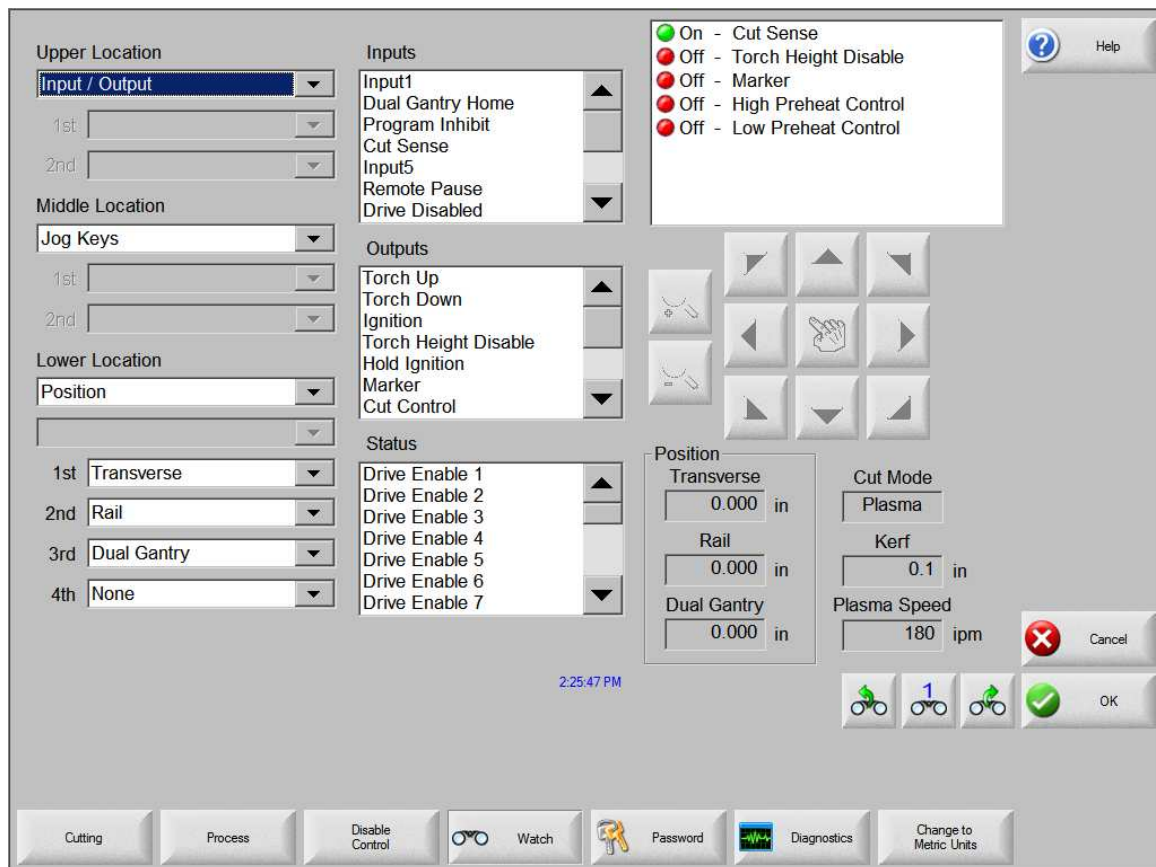 Upper Location
Input / Output
1st
2nd
Middle Location
Jog Keys
1st
2nd
Lower Location
Position
1st Transverse
2nd Rail
3rd Dual Gantry
4th None
Inputs
Input1
Dual Gantry Home
Program Inhibit
Cut Sense
Input5
Remote Pause
Drive Disabled
Outputs
Torch Up
Torch Down
Ignition
Torch Height Disable
Hold Ignition
Marker
Cut Control
Status
Drive Enable 1
Drive Enable 2
Drive Enable 3
Drive Enable 4
Drive Enable 5
Drive Enable 6
Drive Enable 7
On - Cut Sense
Off - Torch Height Disable
Off - Marker
Off - High Preheat Control
Off - Low Preheat Control
Position
Transverse
0.000 in
Rail
0.000 in
Dual Gantry
0.000 in
Cut Mode
Plasma
Kerf
0.1 in
Plasma Speed
180 ipm
2:25:47 PM
1
Help
Cancel
OK
Cutting
Process
Disable
Control
Watch
Password
Diagnostics
Change to
Metric Units